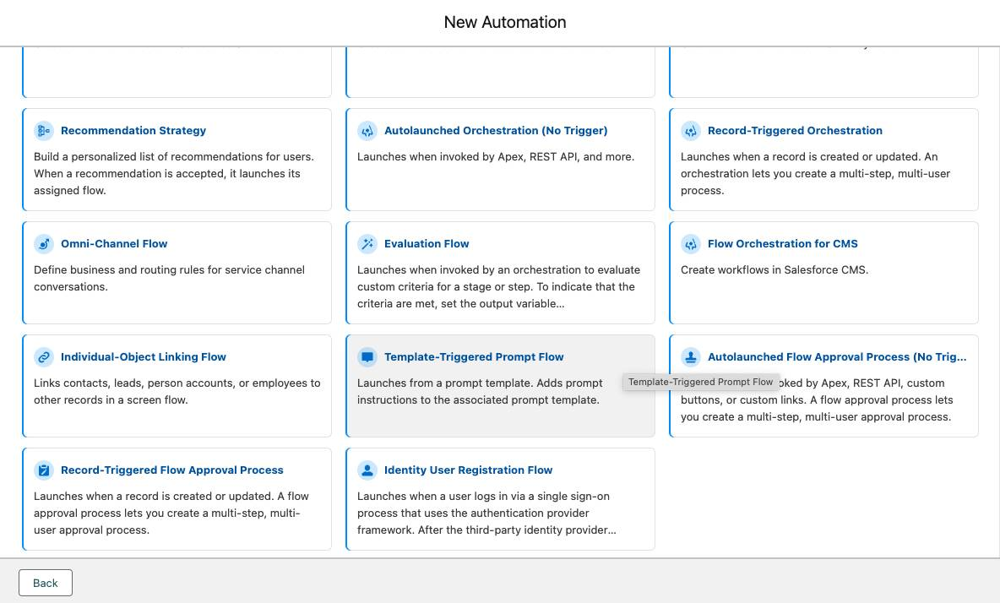 New Automation
Recommendation Strategy
Build a personalized list of recommendations for users.
When a recommendation is accepted, it launches its
assigned flow.
Autolaunched Orchestration (No Trigger)
Launches when invoked by Apex, REST API, and more.
Record-Triggered Orchestration
Launches when a record is created or updated. An
orchestration lets you create a multi-step, multi-user
process.
Omni-Channel Flow
Define business and routing rules for service channel
conversations.
Evaluation Flow
Launches when invoked by an orchestration to evaluate
custom criteria for a stage or step. To indicate that the
criteria are met, set the output variable...
Flow Orchestration for CMS
Create workflows in Salesforce CMS.
Individual-Object Linking Flow
Links contacts, leads, person accounts, or employees to
other records in a screen flow.
Template-Triggered Prompt Flow
Launches from a prompt template. Adds prompt
instructions to the associated prompt template.
Template-Triggered Prompt Flow
Autolaunched Flow Approval Process (No Trig...
by Apex, REST API, custom
buttons, or custom links. A flow approval process lets
you create a multi-step, multi-user approval process.
Record-Triggered Flow Approval Process
Launches when a record is created or updated. A flow
approval process lets you create a multi-step, multi-
user approval process.
Identity User Registration Flow
Launches when a user logs in via a single sign-on
process that uses the authentication provider
framework. After the third-party identity provider...
Back